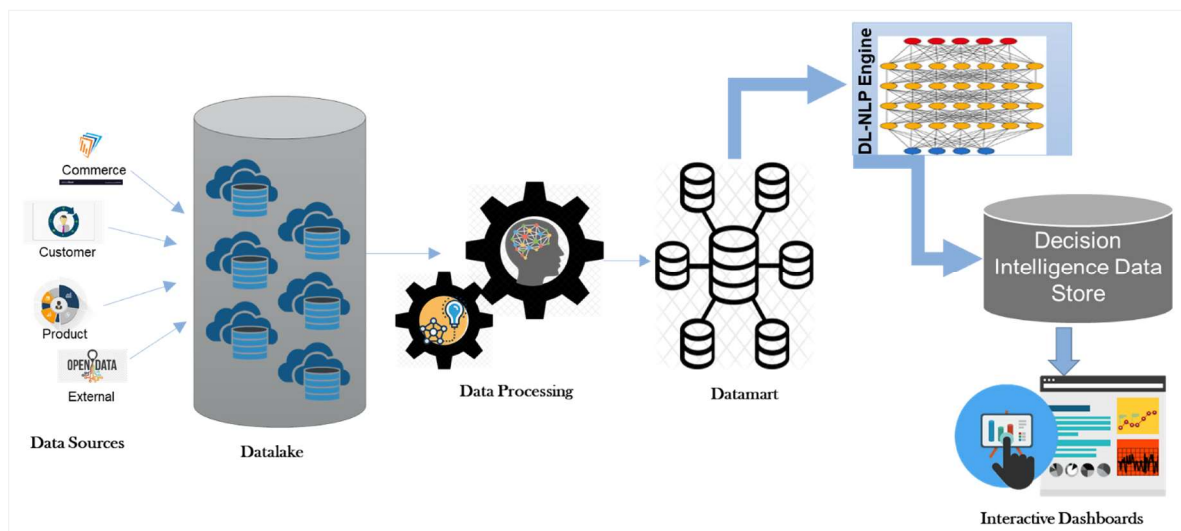 Commerce
Customer
Product
OPEN DATA
External
Data Sources
Datalake
Data Processing
Datamart
DL-NLP Engine
Decision
Intelligence Data
Store
Interactive Dashboards